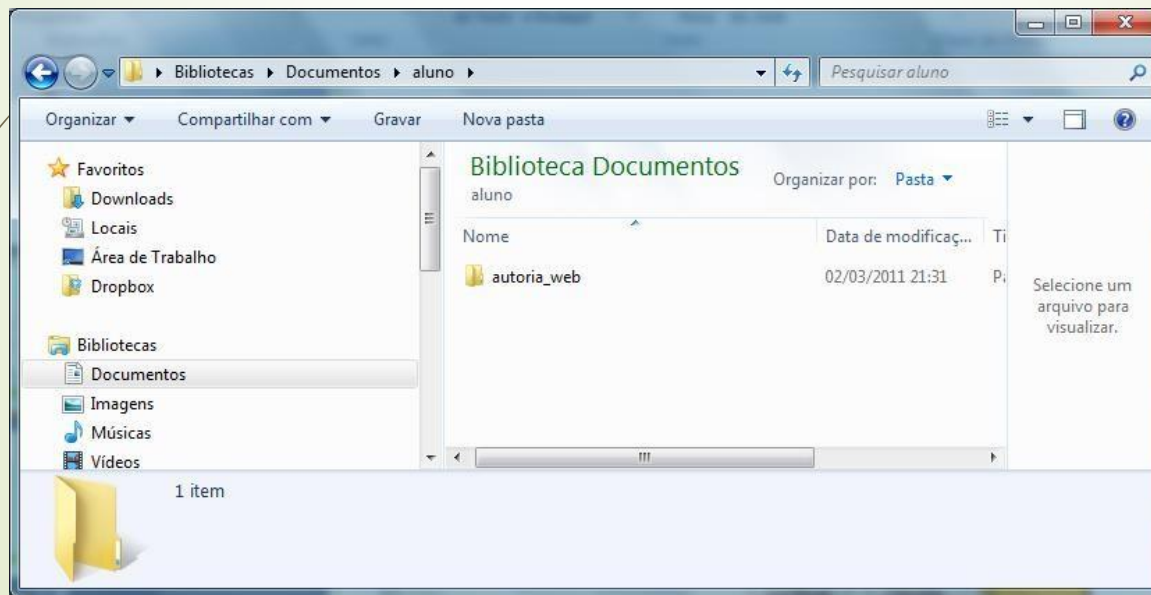 Bibliotecas Documentos aluno Pesquisar aluno
Organizar Compartilhar com Gravar Nova pasta
Favoritos
Downloads
Locais
Área de Trabalho
Dropbox
Bibliotecas
Documentos
Imagens
Músicas
Vídeos
Biblioteca Documentos
aluno
Organizar por: Pasta
Nome Data de modificaç... Ti
autoria_web 02/03/2011 21:31
Selecione um
arquivo para
visualizar.
1 item